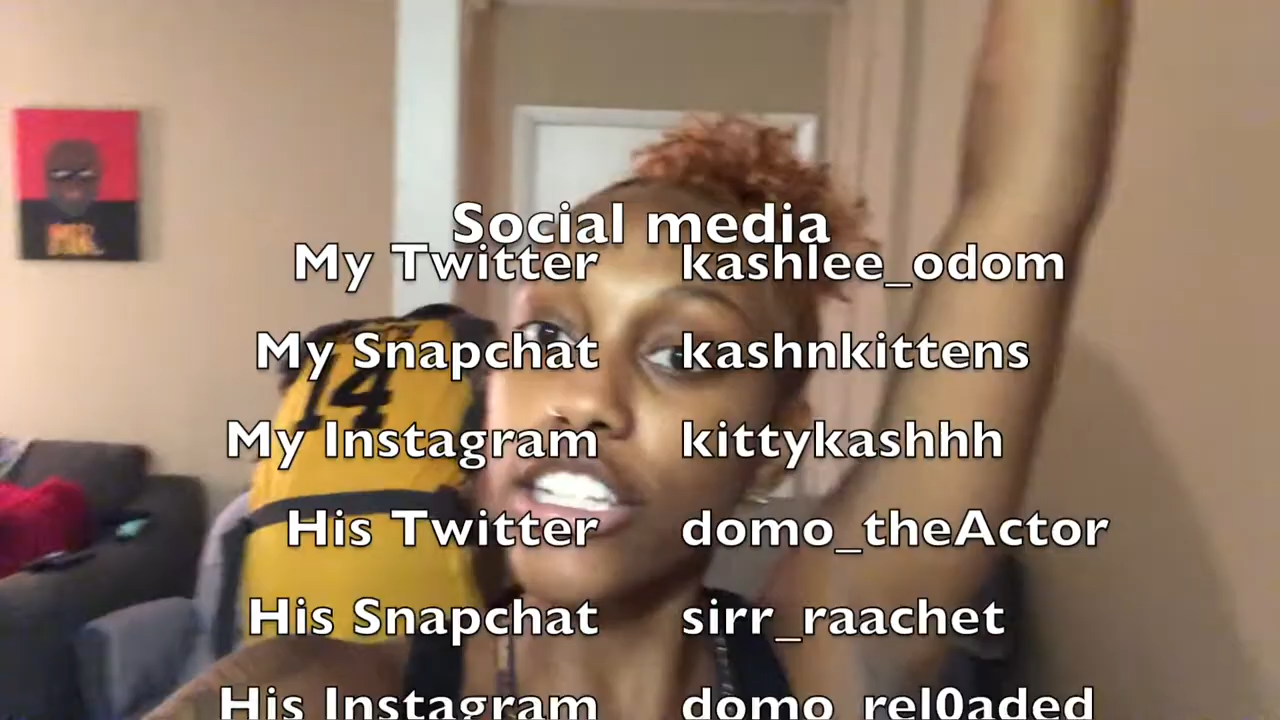 Social media
My Twitter kashlee_odom
My Snapchat kashnkittens
My Instagram kittykashhh
His Twitter domo_theActor
His Snapchat sirr_raachet
His Instagram domo_rel0aded
14